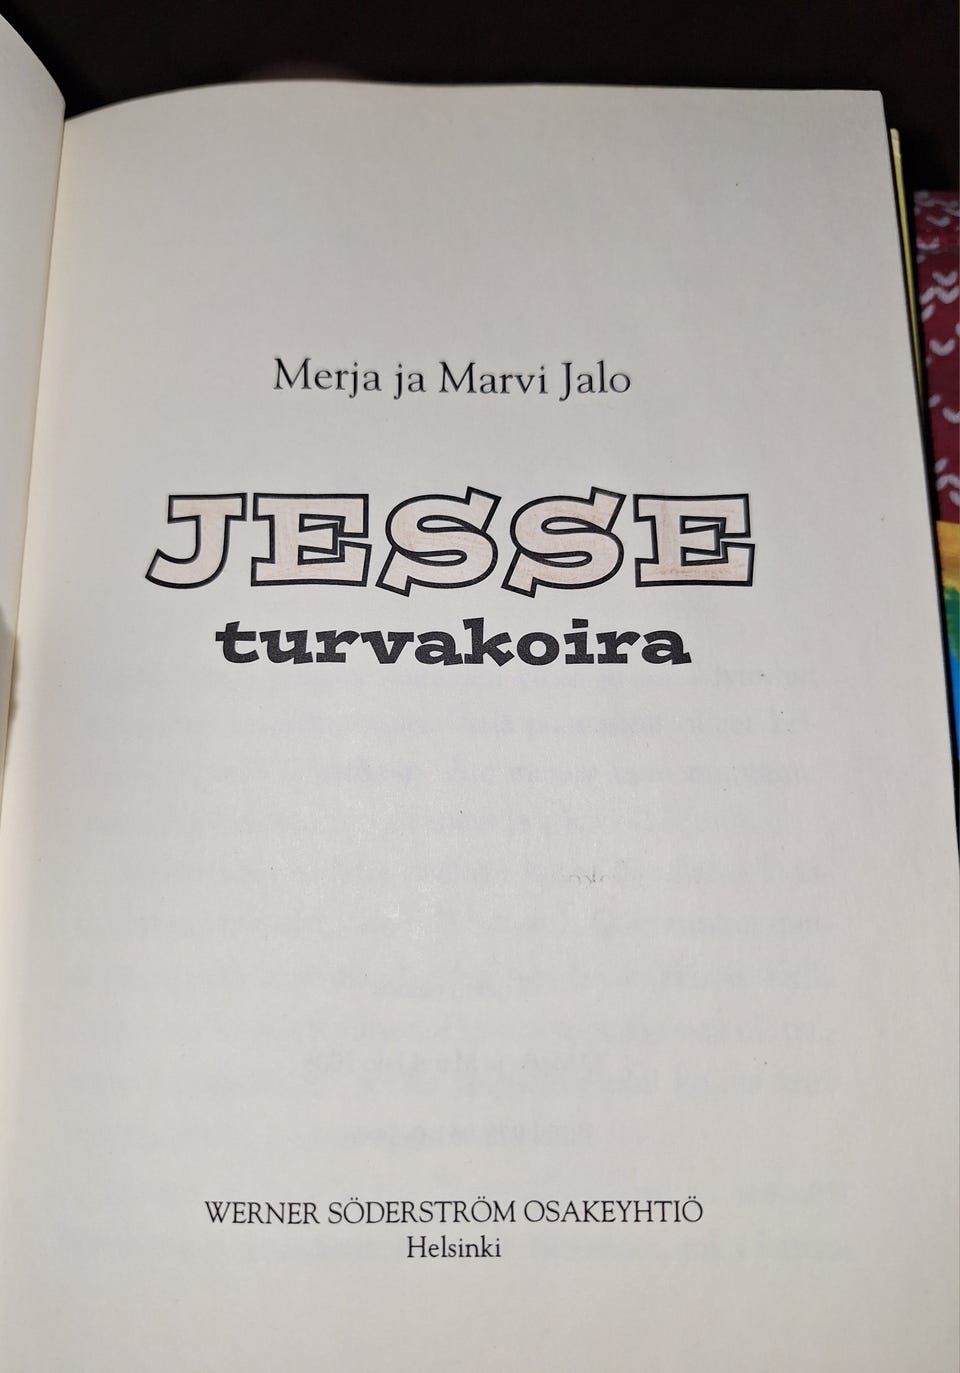 Merja ja Marvi Jalo
JESSE
turvakoira
WERNER SÖDERSTRÖM OSAKEYHTIÖ
Helsinki